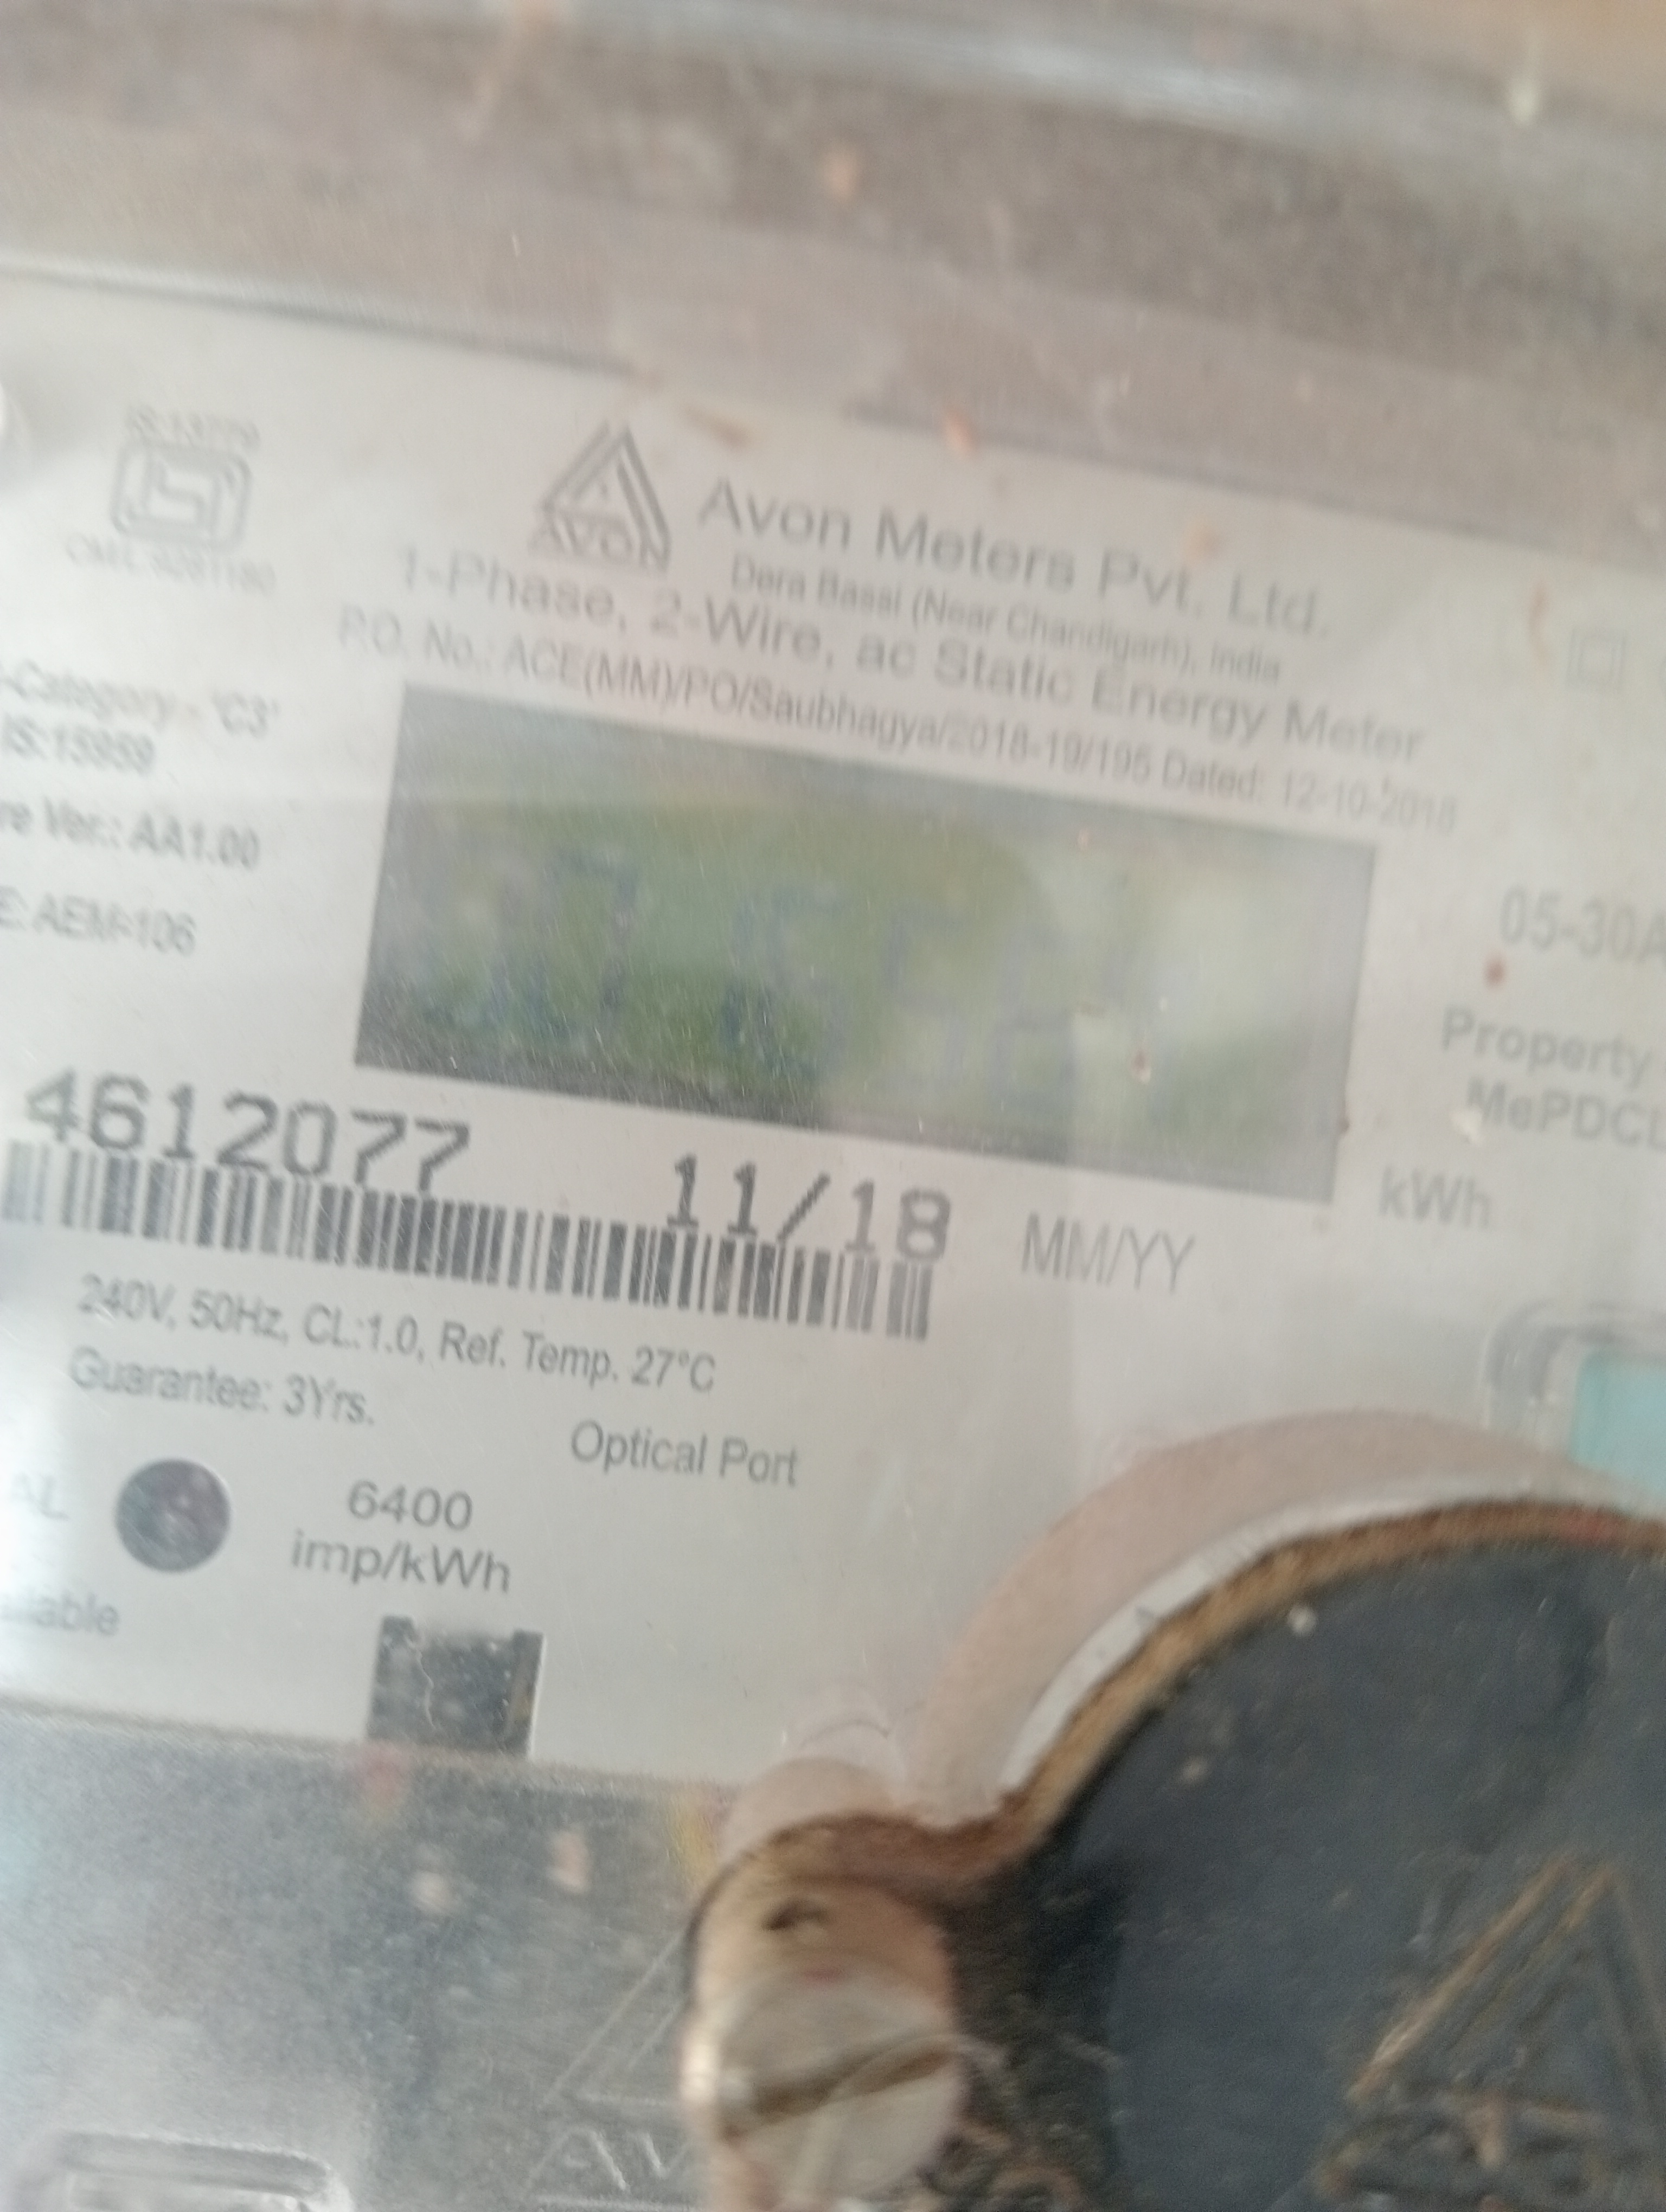 IS:13779
AVON
Avon Meters Pvt. Ltd.
Dera Bassi (Near Chandigarh), India
1-Phase, 2-Wire, ac Static Energy Meter
P.O. No.: ACE(MM)/PO/Saubhagya/2018-19/195 Dated: 12-10-2018
-Category - 'C3'
IS:15959
re Ver.: AA1.00
E: AEM-106
05-30A
Property
MePDCL
kWh
4612077 11/18 MM/YY
240V, 50Hz, CL.:1.0, Ref. Temp. 27°C
Guarantee: 3Yrs.
Optical Port
6400
imp/kWh